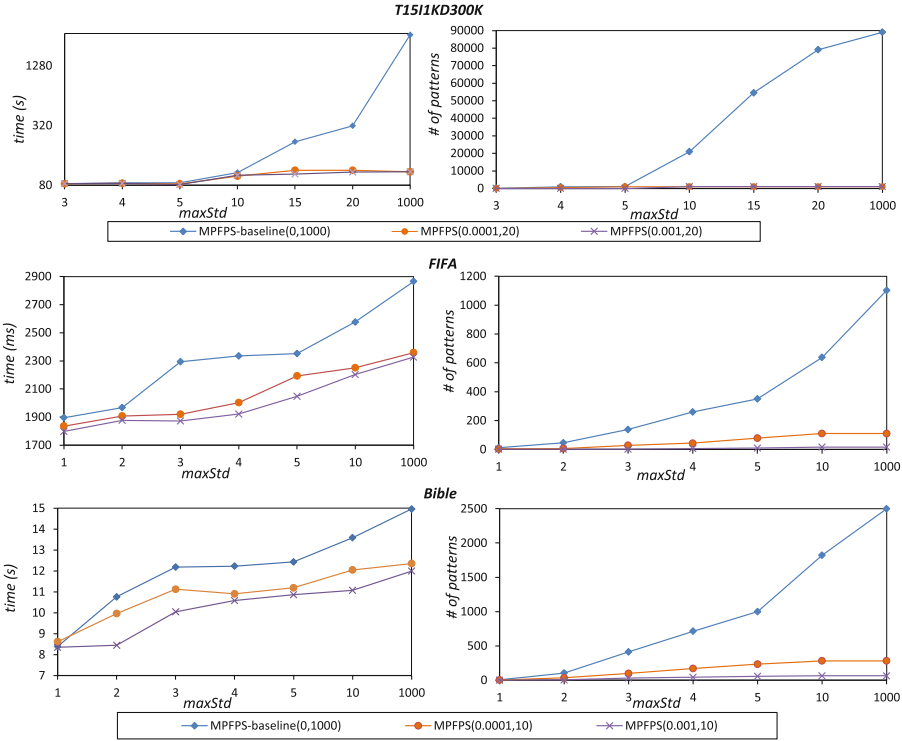 T15I1KD300K
time (s)
1280
320
80
3 4 5 10 15 20 1000
maxStd
# of patterns
90000
80000
70000
60000
50000
40000
30000
20000
10000
0
3 4 5 10 15 20 1000
maxStd
MPFPS-baseline(0,1000) MPFPS(0.0001,20) MPFPS(0.001,20)
FIFA
time (ms)
2900
2700
2500
2300
2100
1900
1700
1 2 3 4 5 10 1000
maxStd
# of patterns
1200
1000
800
600
400
200
0
1 2 3 4 5 10 1000
maxStd
Bible
time (s)
15
14
13
12
11
10
9
8
7
1 2 3 4 5 10 1000
maxStd
# of patterns
2500
2000
1500
1000
500
0
1 2 3 4 5 10 1000
maxStd
MPFPS-baseline(0,1000) MPFPS(0.0001,10) MPFPS(0.001,10)